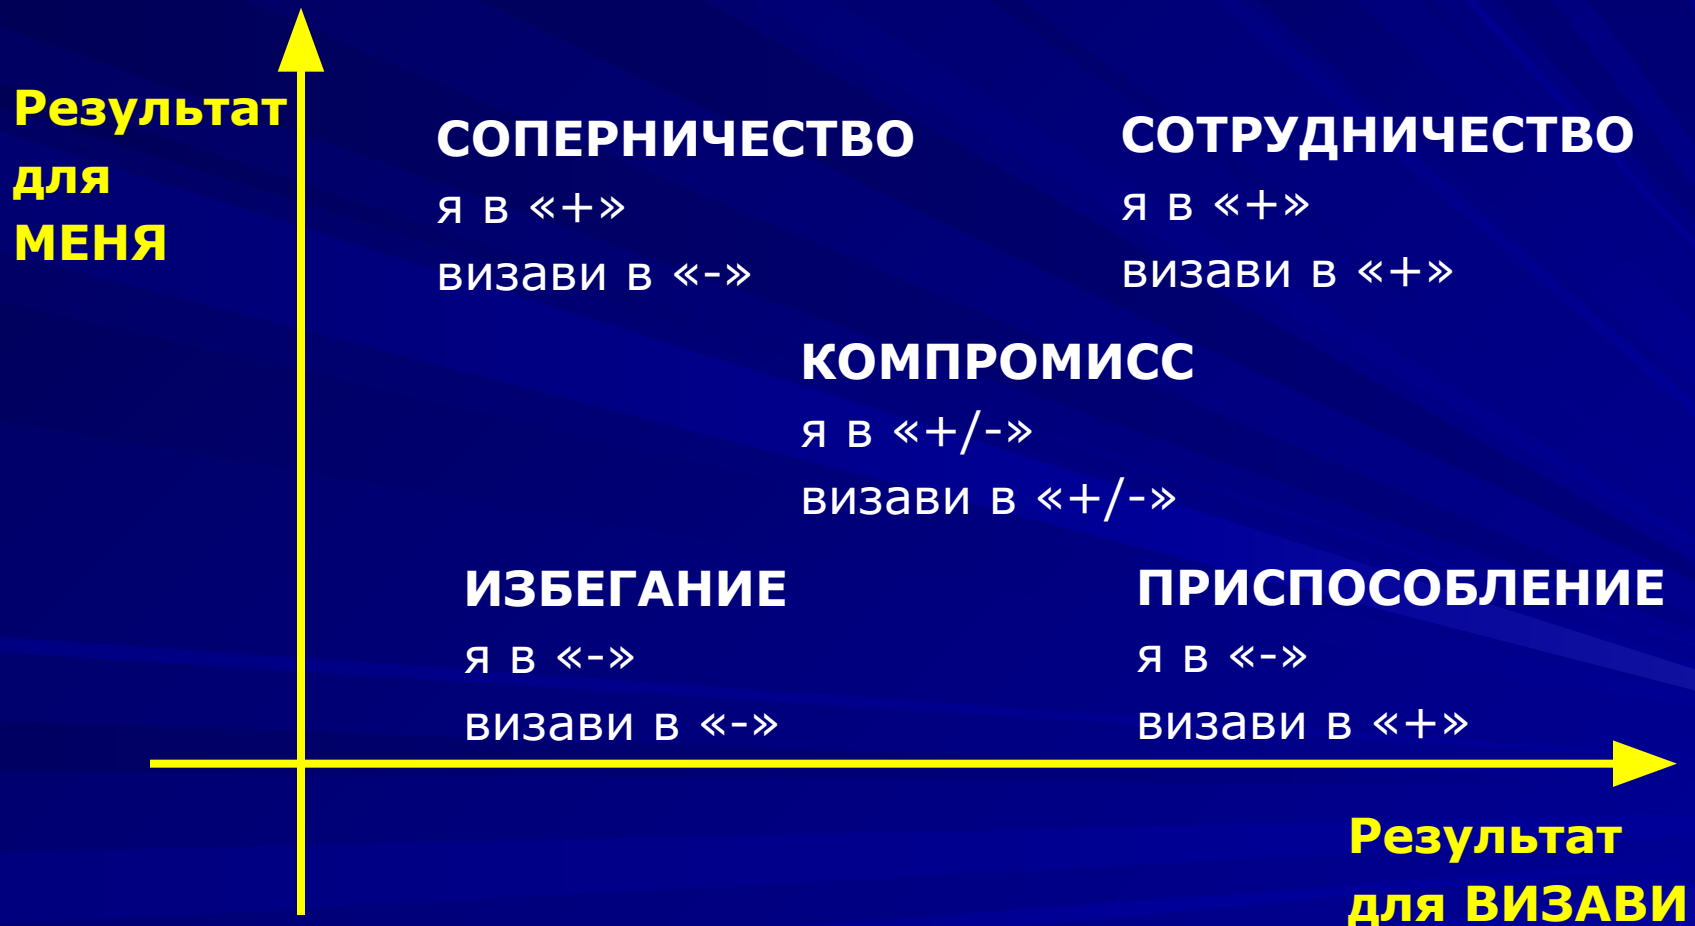 Результат
для
МЕНЯ
СОПЕРНИЧЕСТВО
я в «+»
визави в «-»
СОТРУДНИЧЕСТВО
я в «+»
визави в «+»
КОМПРОМИСС
я в «+/-»
визави в «+/-»
ИЗБЕГАНИЕ
я в «-»
визави в «-»
ПРИСПОСОБЛЕНИЕ
я в «-»
визави в «+»
Результат
для ВИЗАВИ